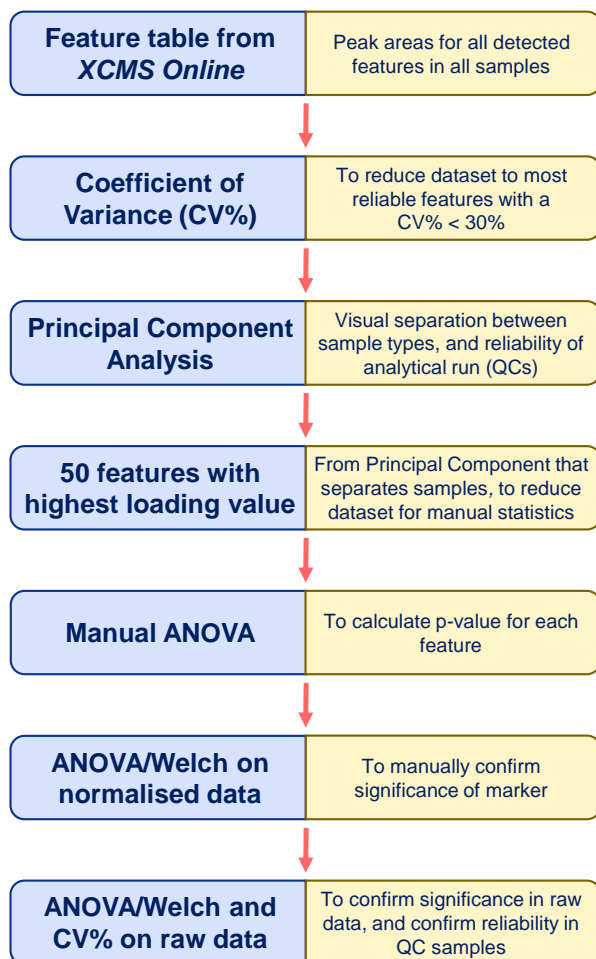 Feature table from
XCMS Online
Peak areas for all detected
features in all samples
Coefficient of
Variance (CV%)
To reduce dataset to most
reliable features with a
CV% < 30%
Principal Component
Analysis
Visual separation between
sample types, and reliability of
analytical run (QCs)
50 features with
highest loading value
From Principal Component that
separates samples, to reduce
dataset for manual statistics
Manual ANOVA
To calculate p-value for each
feature
ANOVA/Welch on
normalised data
To manually confirm
significance of marker
ANOVA/Welch and
CV% on raw data
To confirm significance in raw
data, and confirm reliability in
QC samples